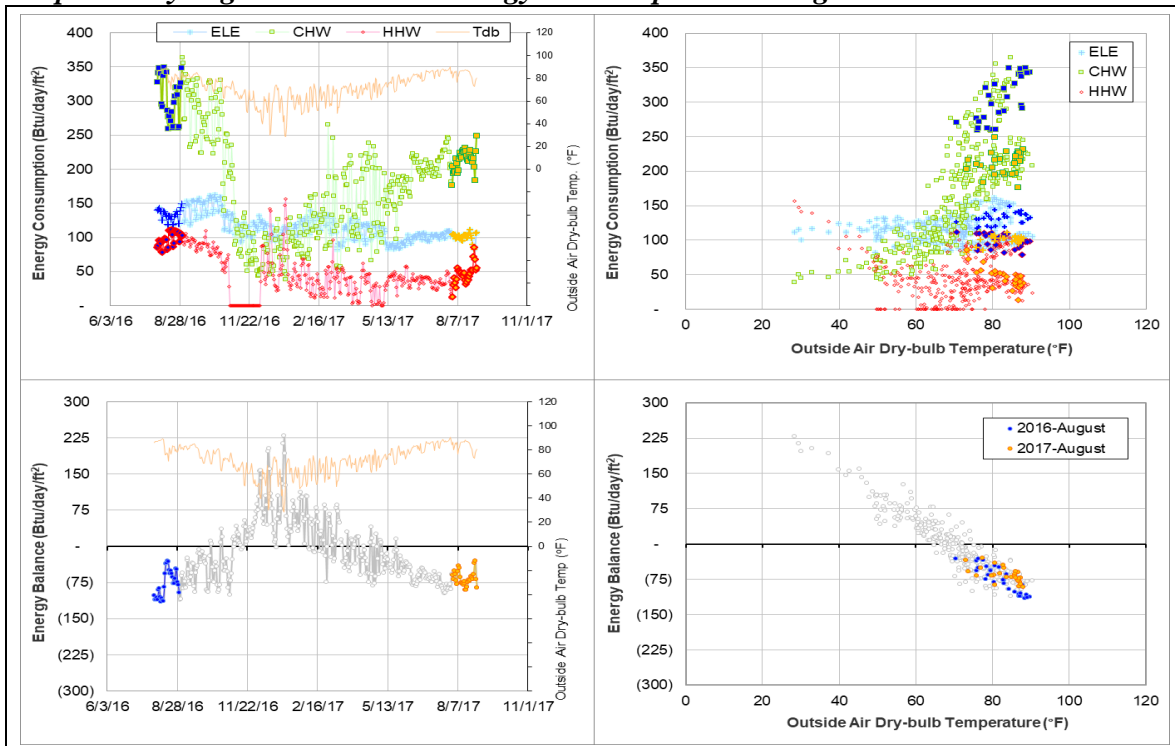 ELE CHW HHW Tdb
Energy Consumption (Btu/day/ft²)
400
350
300
250
200
150
100
50
-
120
100
80
60
40
20
0
Outside Air Dry-bulb Temp. (°F)
6/3/16 8/28/16 11/22/16 2/16/17 5/13/17 8/7/17 11/1/17
Energy Consumption (Btu/day/ft²)
400
350
300
250
200
150
100
50
-
ELE
CHW
HHW
0 20 40 60 80 100 120
Outside Air Dry-bulb Temperature (°F)
Energy Balance (Btu/day/ft²)
300
225
150
75
-
(75)
(150)
(225)
(300)
120
100
80
60
40
20
0
Outside Air Dry-bulb Temp (°F)
6/3/16 8/28/16 11/22/16 2/16/17 5/13/17 8/7/17 11/1/17
Energy Balance (Btu/day/ft²)
300
225
150
75
-
(75)
(150)
(225)
(300)
2016-August
2017-August
0 20 40 60 80 100 120
Outside Air Dry-bulb Temperature (°F)